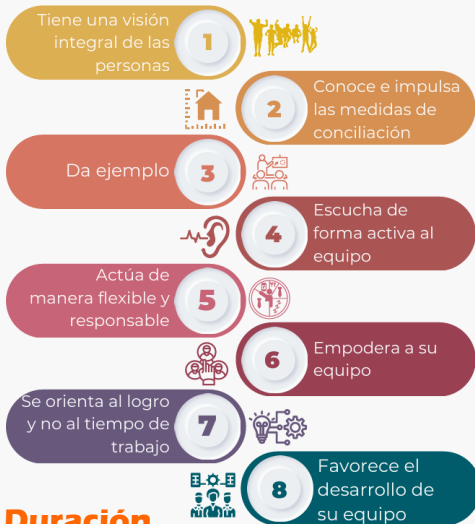 Tiene una visión
integral de las
personas
1
2
Conoce e impulsa
las medidas de
conciliación
Da ejemplo
3
4
Escucha de
forma activa al
equipo
Actúa de
manera flexible y
responsable
5
6
Empodera a su
equipo
Se orienta al logro
y no al tiempo de
trabajo
7
8
Favorece el
desarrollo de
su equipo
Duración